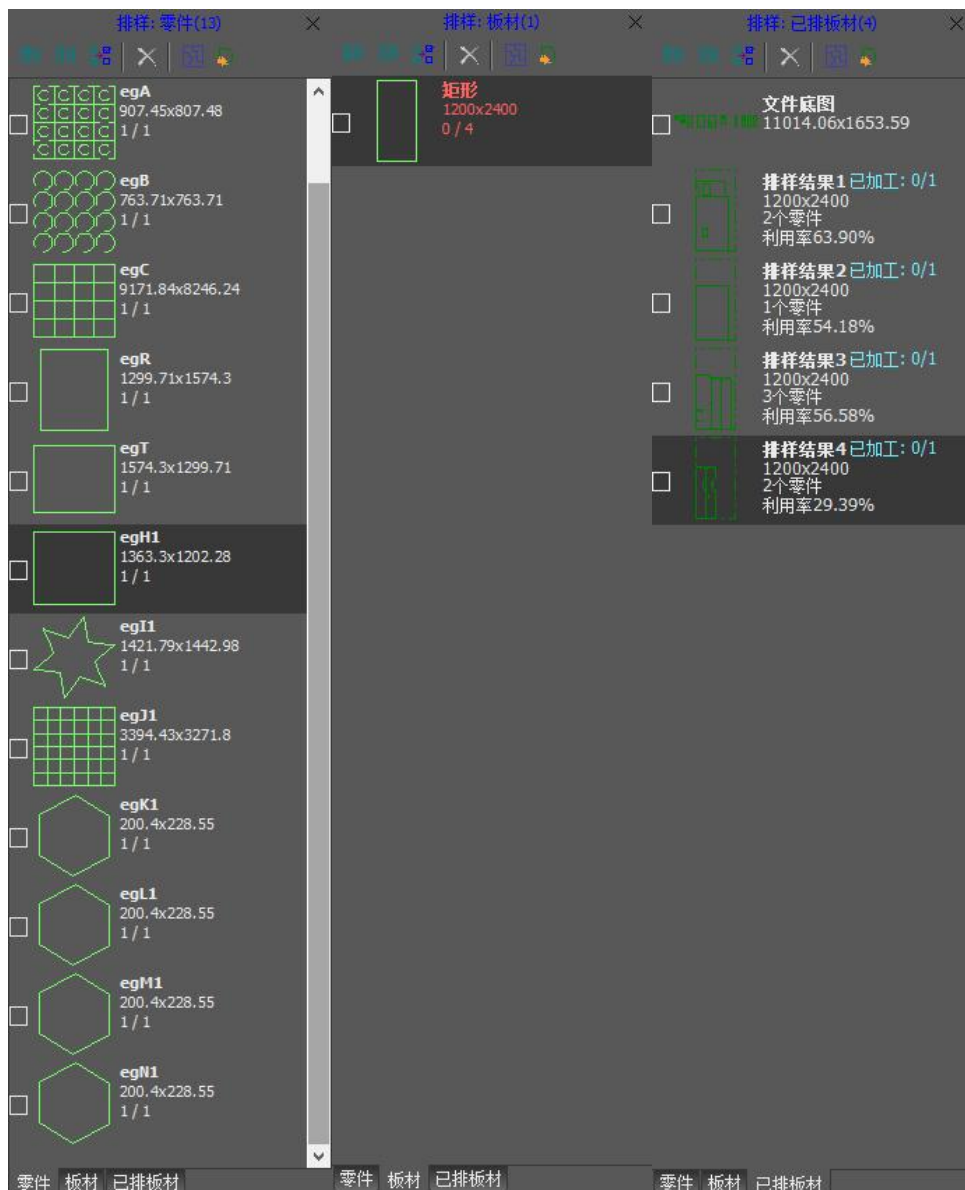 排样: 零件(13)
egA
907.45x807.48
1 / 1
egB
763.71x763.71
1 / 1
egC
9171.84x8246.24
1 / 1
egR
1299.71x1574.3
1 / 1
egT
1574.3x1299.71
1 / 1
egH1
1363.3x1202.28
1 / 1
egI1
1421.79x1442.98
1 / 1
egJ1
3394.43x3271.8
1 / 1
egK1
200.4x228.55
1 / 1
egL1
200.4x228.55
1 / 1
egM1
200.4x228.55
1 / 1
egN1
200.4x228.55
1 / 1
零件 板材 已排板材
排样: 板材(1)
矩形
1200x2400
0 / 4
零件 板材 已排板材
排样: 已排板材(4)
文件底图
11014.06x1653.59
排样结果1 已加工: 0/1
1200x2400
2个零件
利用率63.90%
排样结果2 已加工: 0/1
1200x2400
1个零件
利用率54.18%
排样结果3 已加工: 0/1
1200x2400
3个零件
利用率56.58%
排样结果4 已加工: 0/1
1200x2400
2个零件
利用率29.39%
零件 板材 已排板材